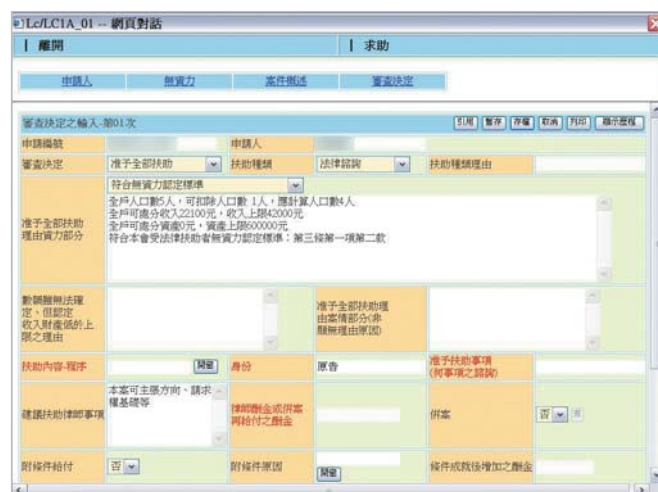 Lc/LC1A_01 -- 網頁對話
| 離開 | 求助
申請人 無資力 案件概述 審查決定
審查決定之輸入-第01次 引用 暫存 存檔 取消 列印 顯示歷程
申請編號 申請人
審查決定 准予全部扶助 扶助種類 法律諮詢 扶助種類理由
符合無資力認定標準
准予全部扶助
理由資力部分
全戶人口數5人，可扣除人口數 1人，應計算人口數4人
全戶可處分收入22100元，收入上限42000元
全戶可處分資產0元，資產上限600000元
符合本會受法律扶助者無資力認定標準：第三條第一項第二款
數額雖無法確
定、但認定
收入財產低於上
限之理由
准予全部扶助理
由案情部分(非
顯無理由原因)
扶助內容-程序 開窗 身份 原告 准予扶助事項
(何事項之諮詢)
建議扶助律師事項 本案可主張方向、請求
權基礎等
律師酬金或併案
再給付之酬金
併案 否
附條件給付 否 附條件原因 開窗 條件成就後增加之酬金